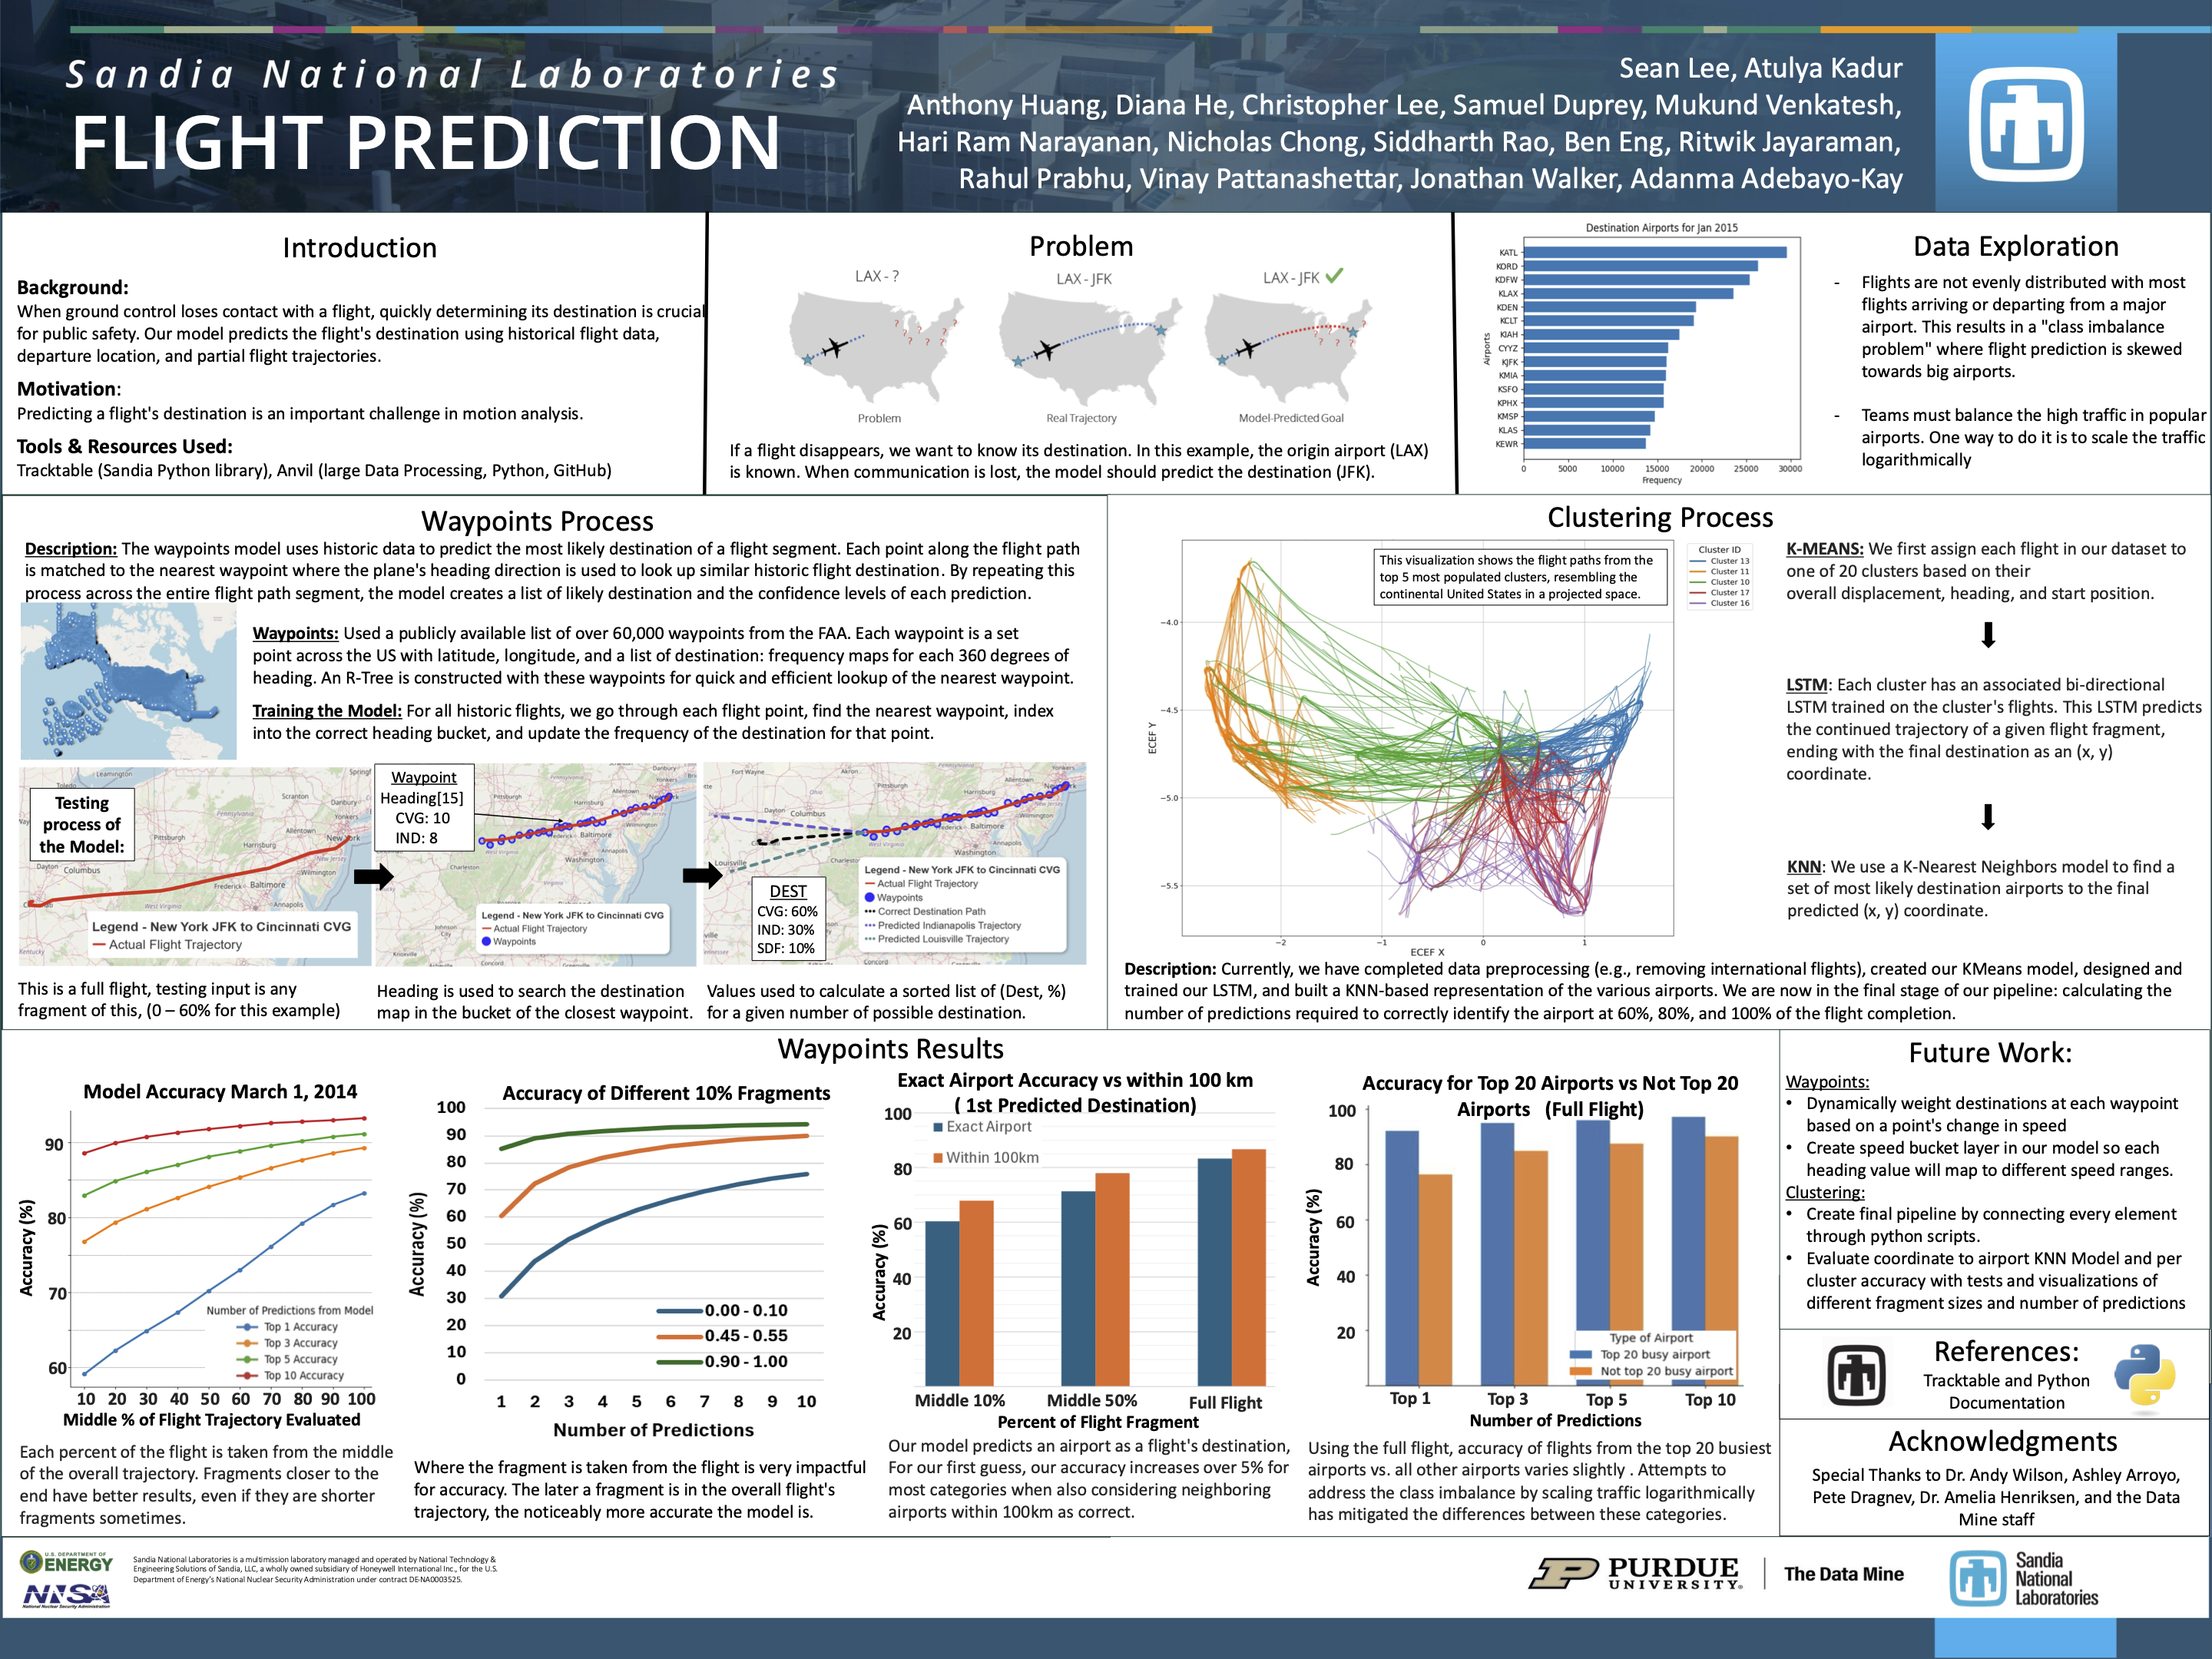 Sandia National Laboratories
FLIGHT PREDICTION
Sean Lee, Atulya Kadur
Anthony Huang, Diana He, Christopher Lee, Samuel Duprey, Mukund Venkatesh,
Hari Ram Narayanan, Nicholas Chong, Siddharth Rao, Ben Eng, Ritwik Jayaraman,
Rahul Prabhu, Vinay Pattanashettar, Jonathan Walker, Adanma Adebayo-Kay
Introduction
Background:
When ground control loses contact with a flight, quickly determining its destination is crucial
for public safety. Our model predicts the flight's destination using historical flight data,
departure location, and partial flight trajectories.
Motivation:
Predicting a flight's destination is an important challenge in motion analysis.
Tools & Resources Used:
Tracktable (Sandia Python library), Anvil (large Data Processing, Python, GitHub)
Problem
LAX - ?
LAX - JFK
LAX - JFK
Problem
Real Trajectory
Model-Predicted Goal
If a flight disappears, we want to know its destination. In this example, the origin airport (LAX)
is known. When communication is lost, the model should predict the destination (JFK).
Destination Airports for Jan 2015
Airports
KATL
KORD
KDFW
KLAX
KDEN
KCLT
KIAH
CYYZ
KJFK
KMIA
KSFO
KPHX
KMSP
KLAS
KEWR
0 5000 10000 15000 20000 25000 30000
Frequency
Data Exploration
- Flights are not evenly distributed with most
flights arriving or departing from a major
airport. This results in a "class imbalance
problem" where flight prediction is skewed
towards big airports.
- Teams must balance the high traffic in popular
airports. One way to do it is to scale the traffic
logarithmically
Waypoints Process
Description: The waypoints model uses historic data to predict the most likely destination of a flight segment. Each point along the flight path
is matched to the nearest waypoint where the plane's heading direction is used to look up similar historic flight destination. By repeating this
process across the entire flight path segment, the model creates a list of likely destination and the confidence levels of each prediction.
Waypoints: Used a publicly available list of over 60,000 waypoints from the FAA. Each waypoint is a set
point across the US with latitude, longitude, and a list of destination: frequency maps for each 360 degrees of
heading. An R-Tree is constructed with these waypoints for quick and efficient lookup of the nearest waypoint.
Training the Model: For all historic flights, we go through each flight point, find the nearest waypoint, index
into the correct heading bucket, and update the frequency of the destination for that point.
Testing
process of
the Model:
Legend - New York JFK to Cincinnati CVG
Actual Flight Trajectory
Waypoint
Heading[15]
CVG: 10
IND: 8
Legend - New York JFK to Cincinnati CVG
Actual Flight Trajectory
Waypoints
DEST
CVG: 60%
IND: 30%
SDF: 10%
Legend - New York JFK to Cincinnati CVG
Actual Flight Trajectory
Waypoints
Correct Destination Path
Predicted Indianapolis Trajectory
Predicted Louisville Trajectory
This is a full flight, testing input is any
fragment of this, (0 – 60% for this example)
Heading is used to search the destination
map in the bucket of the closest waypoint.
Values used to calculate a sorted list of (Dest, %)
for a given number of possible destination.
Clustering Process
This visualization shows the flight paths from the
top 5 most populated clusters, resembling the
continental United States in a projected space.
Cluster ID
Cluster 13
Cluster 11
Cluster 10
Cluster 17
Cluster 16
ECEF Y
−4.0
−4.5
−5.0
−5.5
−2 −1 0 1
ECEF X
K-MEANS: We first assign each flight in our dataset to
one of 20 clusters based on their
overall displacement, heading, and start position.
LSTM: Each cluster has an associated bi-directional
LSTM trained on the cluster's flights. This LSTM predicts
the continued trajectory of a given flight fragment,
ending with the final destination as an (x, y)
coordinate.
KNN: We use a K-Nearest Neighbors model to find a
set of most likely destination airports to the final
predicted (x, y) coordinate.
Description: Currently, we have completed data preprocessing (e.g., removing international flights), created our KMeans model, designed and
trained our LSTM, and built a KNN-based representation of the various airports. We are now in the final stage of our pipeline: calculating the
number of predictions required to correctly identify the airport at 60%, 80%, and 100% of the flight completion.
Waypoints Results
Model Accuracy March 1, 2014
Accuracy (%)
90
80
70
60
Number of Predictions from Model
Top 1 Accuracy
Top 3 Accuracy
Top 5 Accuracy
Top 10 Accuracy
10 20 30 40 50 60 70 80 90 100
Middle % of Flight Trajectory Evaluated
Each percent of the flight is taken from the middle
of the overall trajectory. Fragments closer to the
end have better results, even if they are shorter
fragments sometimes.
Accuracy of Different 10% Fragments
Accuracy (%)
100
90
80
70
60
50
40
30
20
10
0
0.00 - 0.10
0.45 - 0.55
0.90 - 1.00
1 2 3 4 5 6 7 8 9 10
Number of Predictions
Where the fragment is taken from the flight is very impactful
for accuracy. The later a fragment is in the overall flight's
trajectory, the noticeably more accurate the model is.
Exact Airport Accuracy vs within 100 km
( 1st Predicted Destination)
Exact Airport
Within 100km
Accuracy (%)
100
80
60
40
20
Middle 10% Middle 50% Full Flight
Percent of Flight Fragment
Our model predicts an airport as a flight's destination,
For our first guess, our accuracy increases over 5% for
most categories when also considering neighboring
airports within 100km as correct.
Accuracy for Top 20 Airports vs Not Top 20
Airports (Full Flight)
Accuracy (%)
100
80
60
40
20
Type of Airport
Top 20 busy airport
Not top 20 busy airport
Top 1 Top 3 Top 5 Top 10
Number of Predictions
Using the full flight, accuracy of flights from the top 20 busiest
airports vs. all other airports varies slightly . Attempts to
address the class imbalance by scaling traffic logarithmically
has mitigated the differences between these categories.
Future Work:
Waypoints:
• Dynamically weight destinations at each waypoint
based on a point's change in speed
• Create speed bucket layer in our model so each
heading value will map to different speed ranges.
Clustering:
• Create final pipeline by connecting every element
through python scripts.
• Evaluate coordinate to airport KNN Model and per
cluster accuracy with tests and visualizations of
different fragment sizes and number of predictions
References:
Tracktable and Python
Documentation
Acknowledgments
Special Thanks to Dr. Andy Wilson, Ashley Arroyo,
Pete Dragnev, Dr. Amelia Henriksen, and the Data
Mine staff
U.S. DEPARTMENT OF
ENERGY
NNSA
National Nuclear Security Administration
Sandia National Laboratories is a multimission laboratory managed and operated by National Technology &
Engineering Solutions of Sandia, LLC, a wholly owned subsidiary of Honeywell International Inc., for the U.S.
Department of Energy's National Nuclear Security Administration under contract DE-NA0003525.
PURDUE
UNIVERSITY.
The Data Mine
Sandia
National
Laboratories